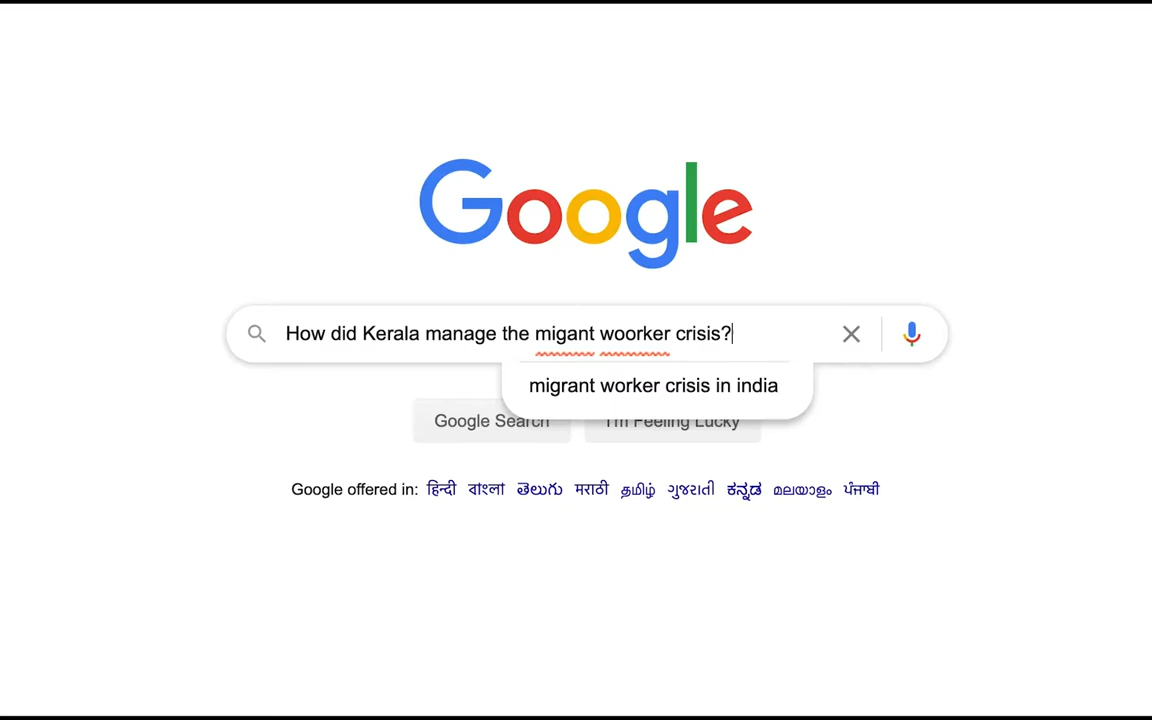 Google
How did Kerala manage the migant woorker crisis?
migrant worker crisis in india
Google Search I'm Feeling Lucky
Google offered in: हिन्दी বাংলা తెలుగు मराठी தமிழ் ગુજરાતી ಕನ್ನಡ മലയാളം ਪੰਜਾਬੀ